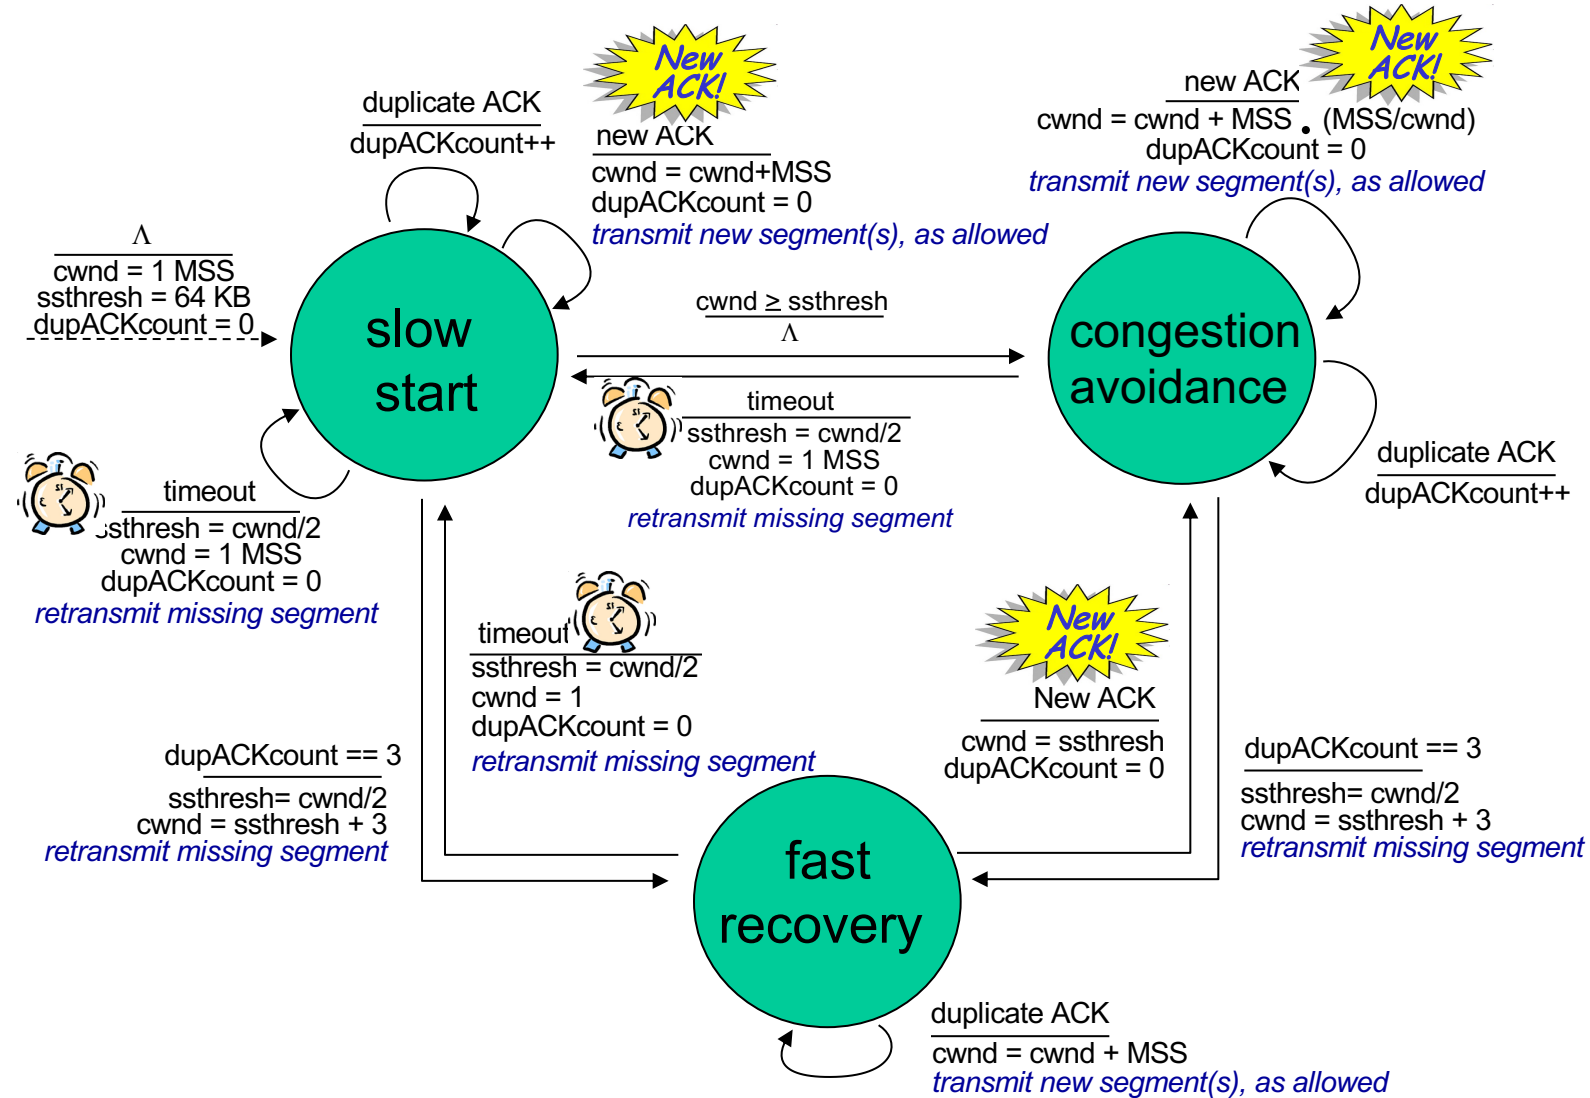 New
ACK!
duplicate ACK
dupACKcount++
new ACK
cwnd = cwnd+MSS
dupACKcount = 0
transmit new segment(s), as allowed
New
ACK!
new ACK
cwnd = cwnd + MSS • (MSS/cwnd)
dupACKcount = 0
transmit new segment(s), as allowed
Λ
cwnd = 1 MSS
ssthresh = 64 KB
dupACKcount = 0
slow
start
cwnd ≥ ssthresh
Λ
congestion
avoidance
timeout
ssthresh = cwnd/2
cwnd = 1 MSS
dupACKcount = 0
retransmit missing segment
duplicate ACK
dupACKcount++
timeout
ssthresh = cwnd/2
cwnd = 1 MSS
dupACKcount = 0
retransmit missing segment
timeout
ssthresh = cwnd/2
cwnd = 1
dupACKcount = 0
retransmit missing segment
New
ACK!
New ACK
cwnd = ssthresh
dupACKcount = 0
dupACKcount == 3
ssthresh= cwnd/2
cwnd = ssthresh + 3
retransmit missing segment
dupACKcount == 3
ssthresh= cwnd/2
cwnd = ssthresh + 3
retransmit missing segment
fast
recovery
duplicate ACK
cwnd = cwnd + MSS
transmit new segment(s), as allowed